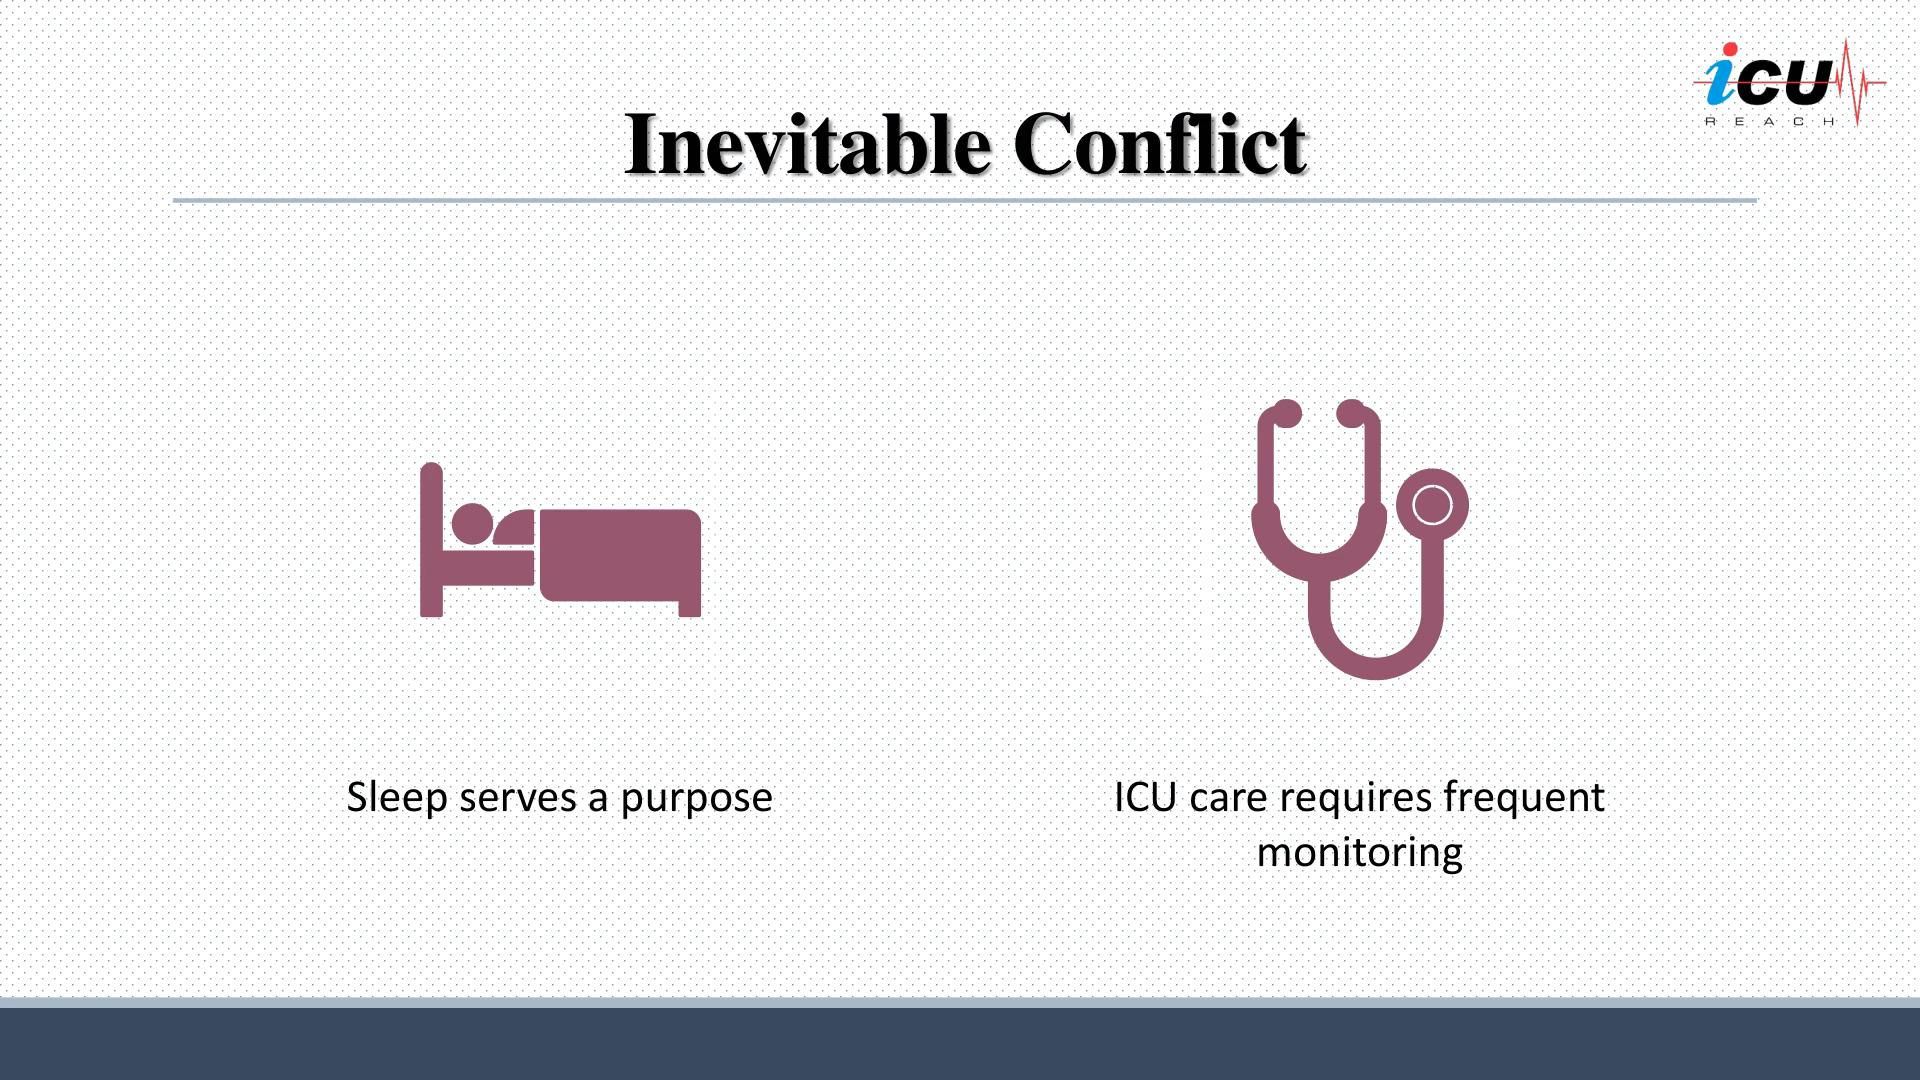 icu
REACH
Inevitable Conflict
Sleep serves a purpose
ICU care requires frequent
monitoring